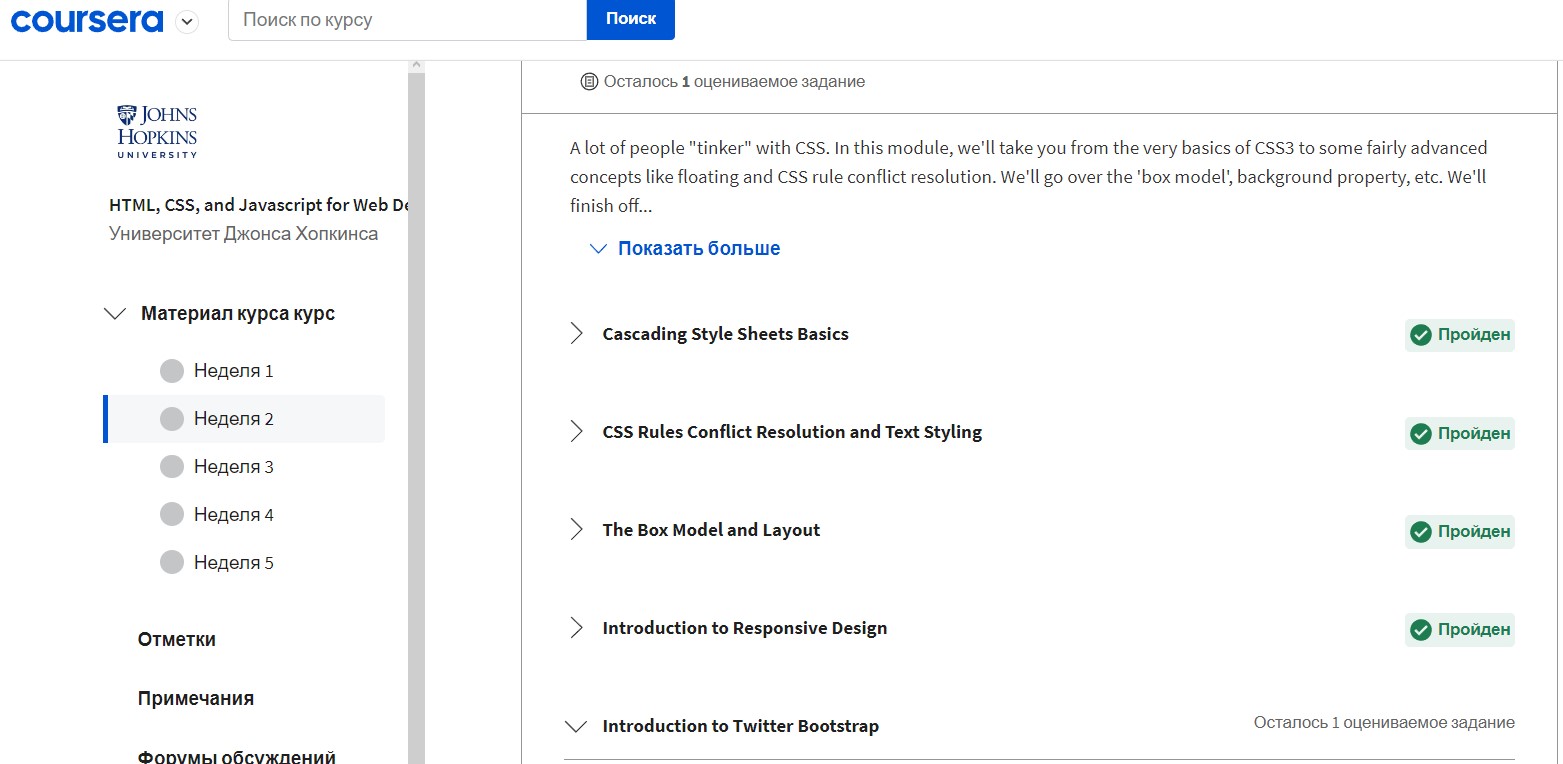 coursera
Поиск по курсу
Поиск
JOHNS
HOPKINS
UNIVERSITY
HTML, CSS, and Javascript for Web De
Университет Джонса Хопкинса
Материал курса курс
Неделя 1
Неделя 2
Неделя 3
Неделя 4
Неделя 5
Отметки
Примечания
Форумы обсуждений
Осталось 1 оцениваемое задание
A lot of people "tinker" with CSS. In this module, we'll take you from the very basics of CSS3 to some fairly advanced
concepts like floating and CSS rule conflict resolution. We'll go over the 'box model', background property, etc. We'll
finish off...
Показать больше
Cascading Style Sheets Basics
Пройден
CSS Rules Conflict Resolution and Text Styling
Пройден
The Box Model and Layout
Пройден
Introduction to Responsive Design
Пройден
Introduction to Twitter Bootstrap
Осталось 1 оцениваемое задание